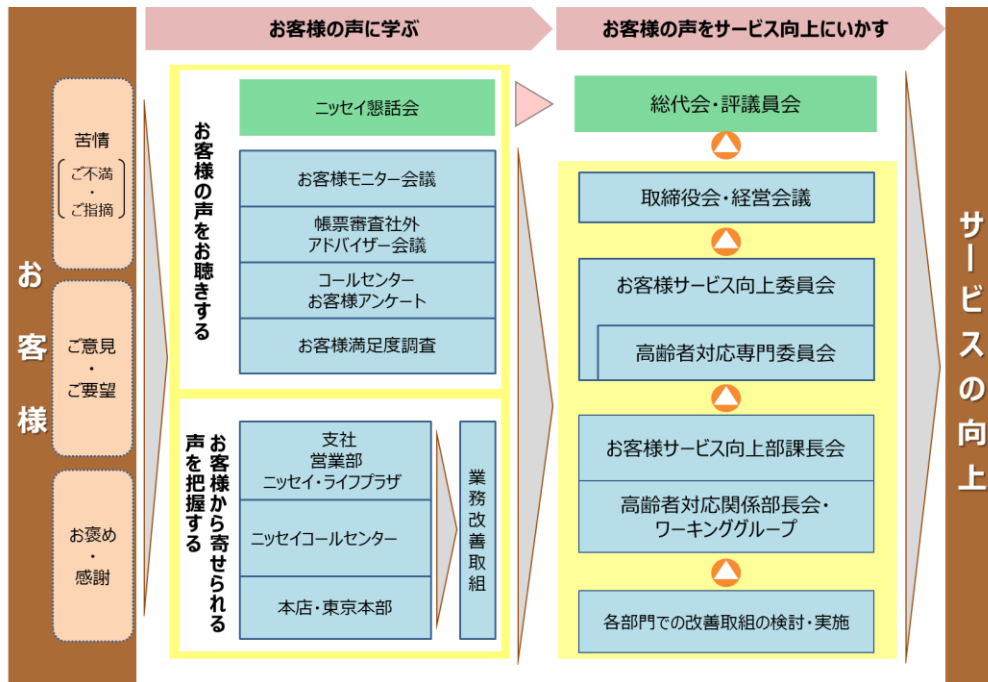 お客様の声に学ぶ
お客様の声をサービス向上にいかす
お客様
苦情
ご不満
・
ご指摘
ご意見
・
ご要望
お褒め
・
感謝
お客様の声をお聴きする
ニッセイ懇話会
お客様モニター会議
帳票審査社外
アドバイザー会議
コールセンター
お客様アンケート
お客様満足度調査
お客様から寄せられる
声を把握する
支社
営業部
ニッセイ・ライフプラザ
ニッセイコールセンター
本店・東京本部
業務改善取組
総代会・評議員会
取締役会・経営会議
お客様サービス向上委員会
高齢者対応専門委員会
お客様サービス向上部課長会
高齢者対応関係部長会・
ワーキンググループ
各部門での改善取組の検討・実施
サービスの向上